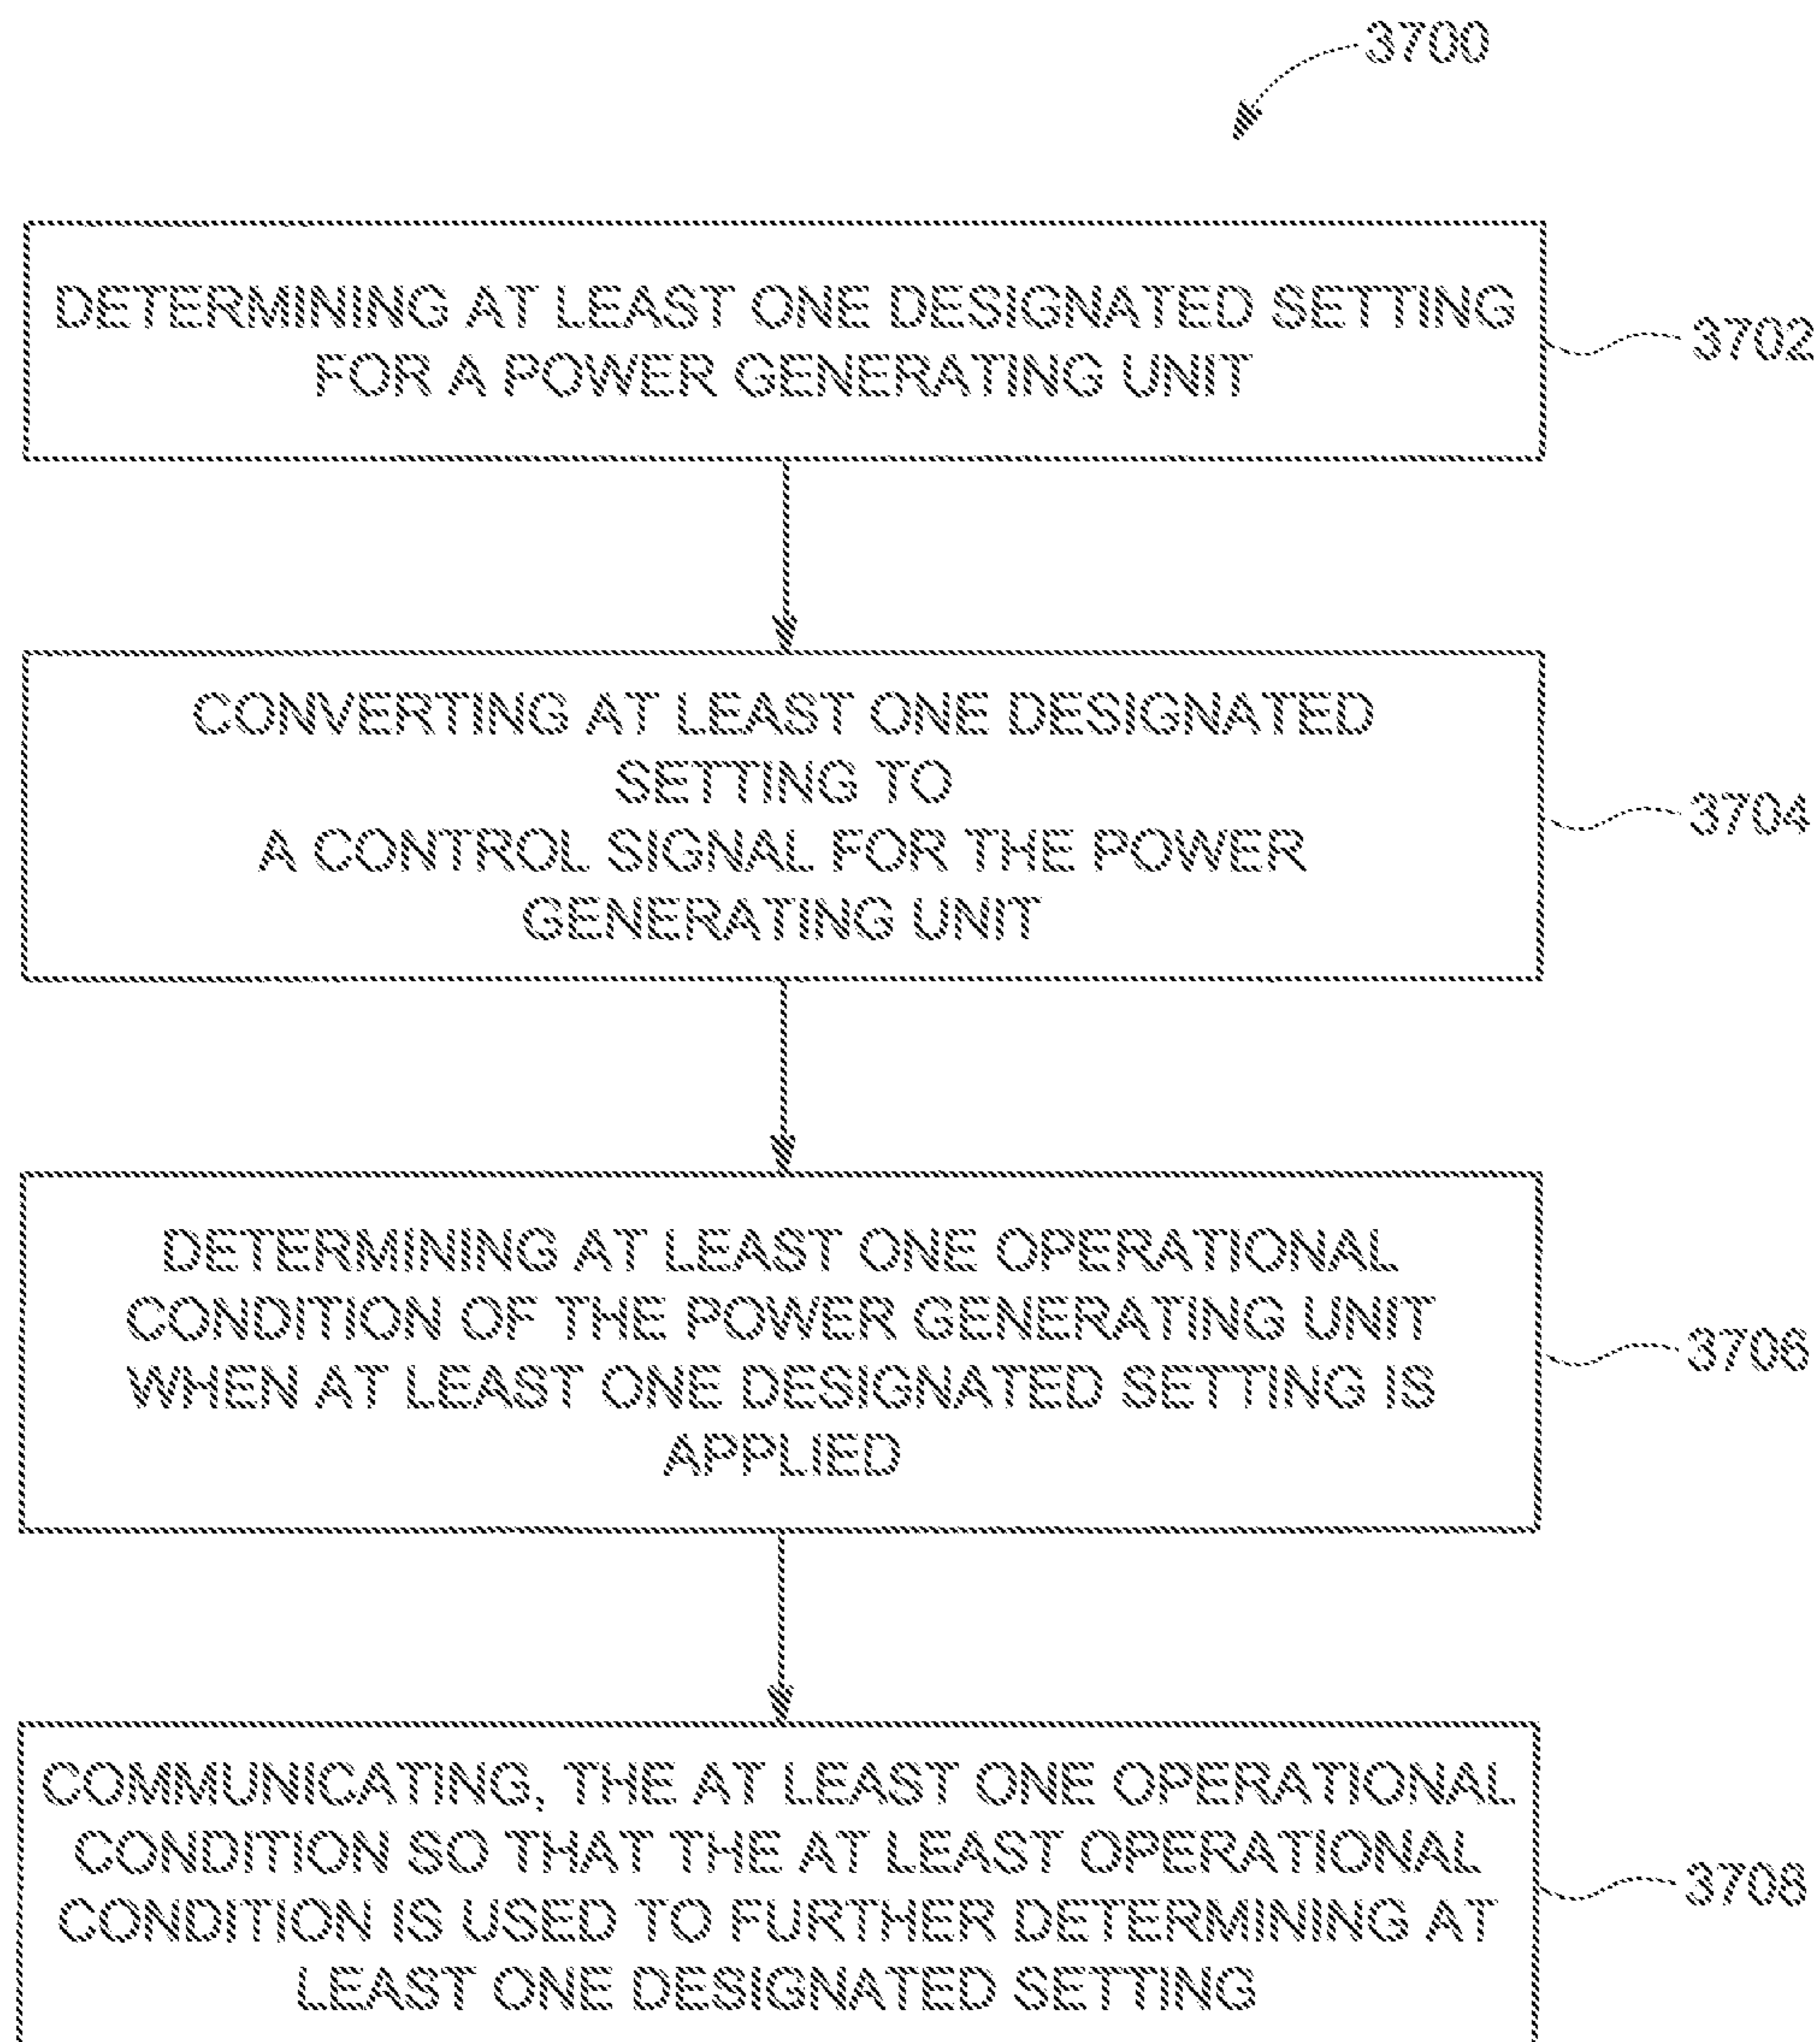 3700
DETERMINING AT LEAST ONE DESIGNATED SETTING
FOR A POWER GENERATING UNIT
3702
CONVERTING AT LEAST ONE DESIGNATED
SETTING TO
A CONTROL SIGNAL FOR THE POWER
GENERATING UNIT
3704
DETERMINING AT LEAST ONE OPERATIONAL
CONDITION OF THE POWER GENERATING UNIT
WHEN AT LEAST ONE DESIGNATED SETTING IS
APPLIED
3706
COMMUNICATING, THE AT LEAST ONE OPERATIONAL
CONDITION SO THAT THE AT LEAST OPERATIONAL
CONDITION IS USED TO FURTHER DETERMINING AT
LEAST ONE DESIGNATED SETTING
3708